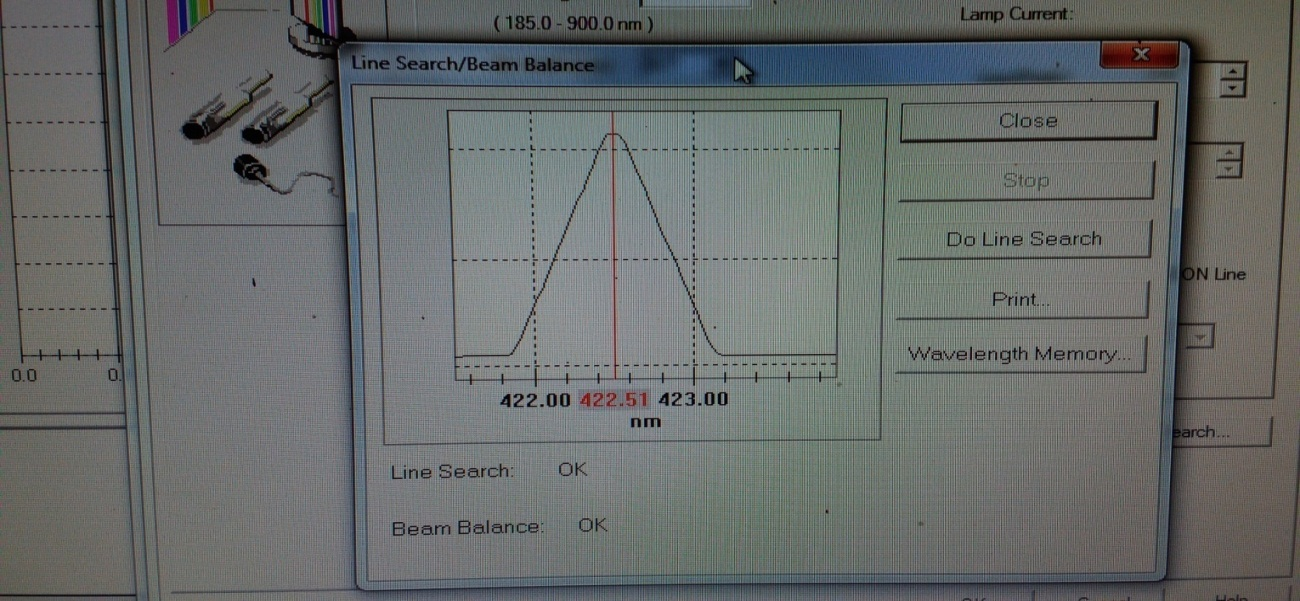 ( 185.0 - 900.0 nm )
Lamp Current:
Line Search/Beam Balance
Close
Stop
Do Line Search
ON Line
Print...
Wavelength Memory...
0.0
422.00 422.51 423.00
nm
earch...
Line Search: OK
Beam Balance: OK